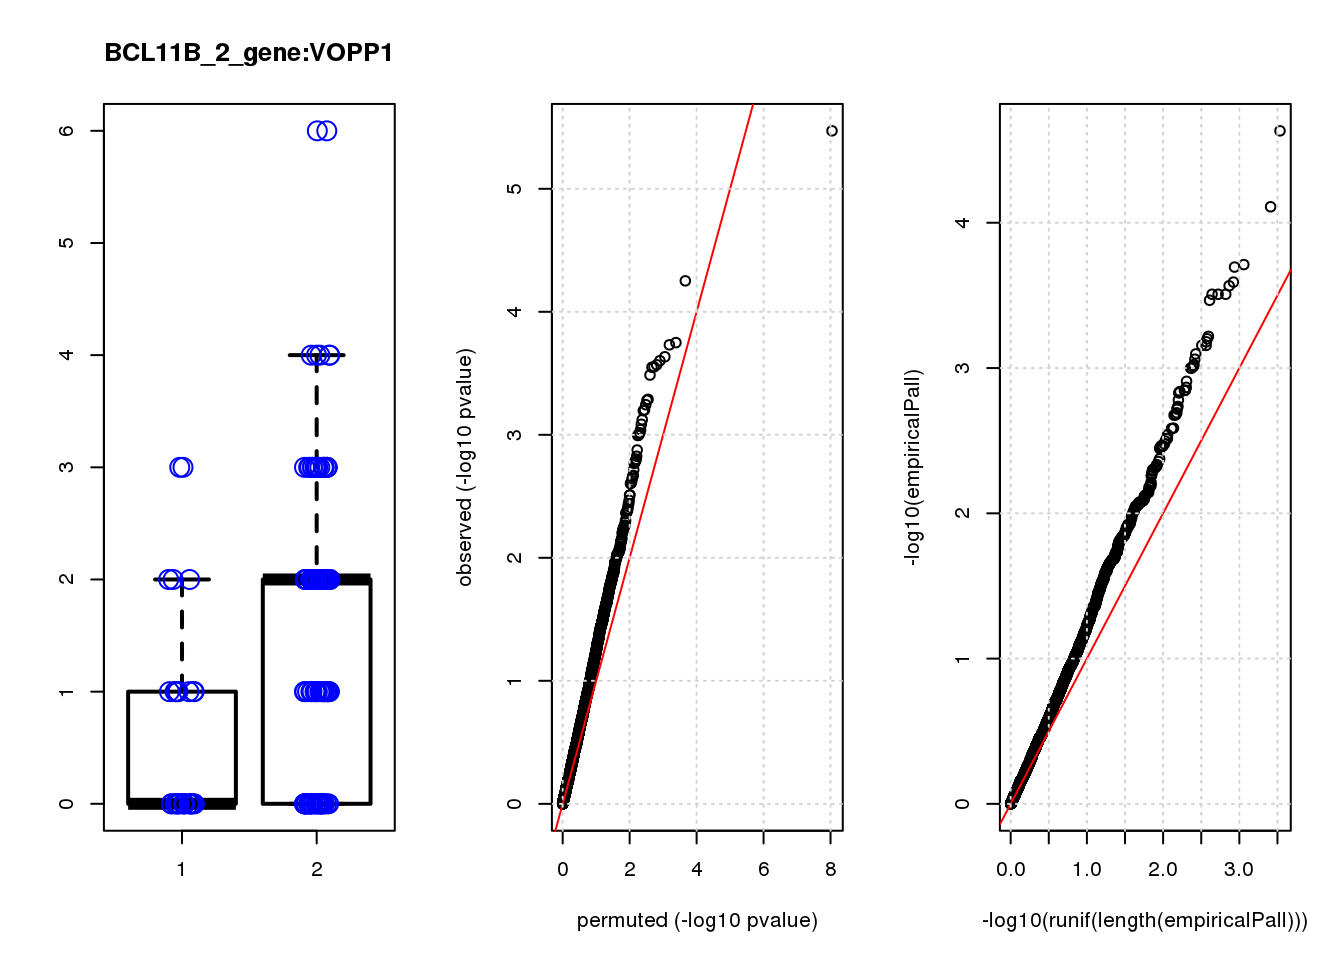 BCL11B_2_gene:VOPP1
6
5
4
3
2
1
0
1 2
observed (-log10 pvalue)
5
4
3
2
1
0
0 2 4 6 8
permuted (-log10 pvalue)
-log10(empiricalPall)
4
3
2
1
0
0.0 1.0 2.0 3.0
-log10(runif(length(empiricalPall)))